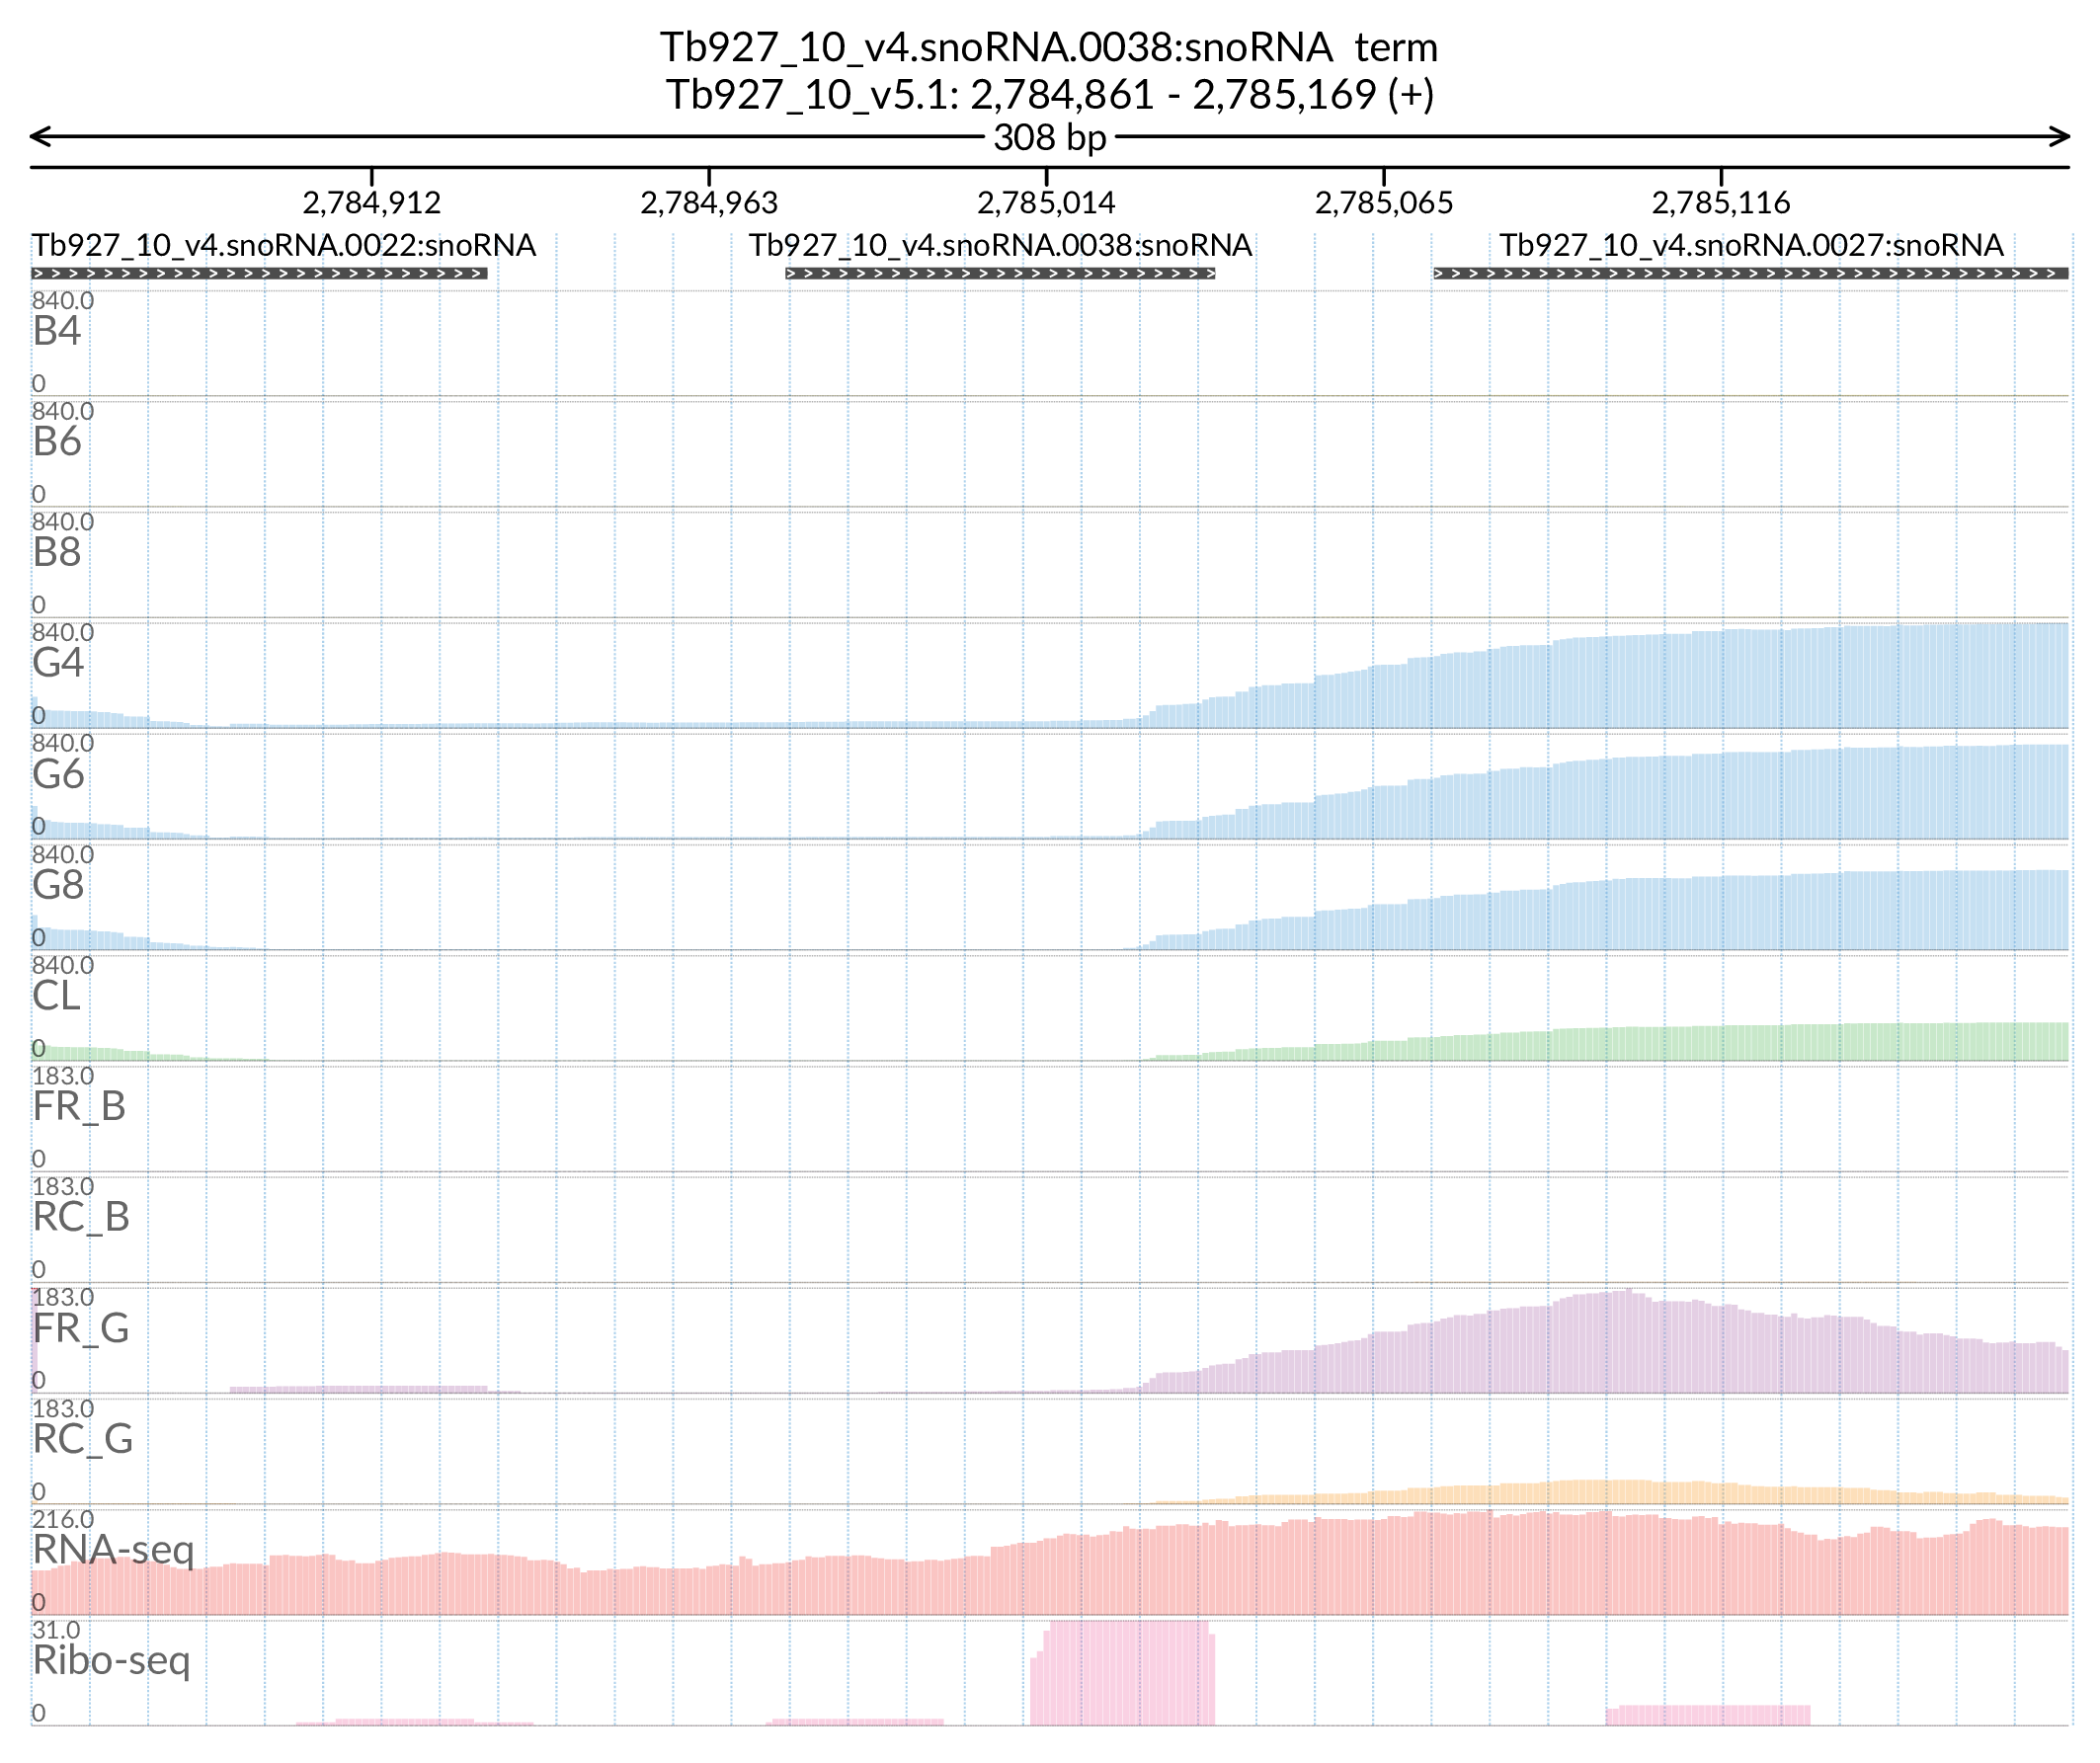 Tb927_10_v4.snoRNA.0038:snoRNA term
Tb927_10_v5.1: 2,784,861 - 2,785,169 (+)
308 bp
2,784,912 2,784,963 2,785,014 2,785,065 2,785,116
Tb927_10_v4.snoRNA.0022:snoRNA Tb927_10_v4.snoRNA.0038:snoRNA Tb927_10_v4.snoRNA.0027:snoRNA
840.0
B4
0
840.0
B6
0
840.0
B8
0
840.0
G4
0
840.0
G6
0
840.0
G8
0
840.0
CL
0
183.0
FR_B
0
183.0
RC_B
0
183.0
FR_G
0
183.0
RC_G
0
216.0
RNA-seq
0
31.0
Ribo-seq
0